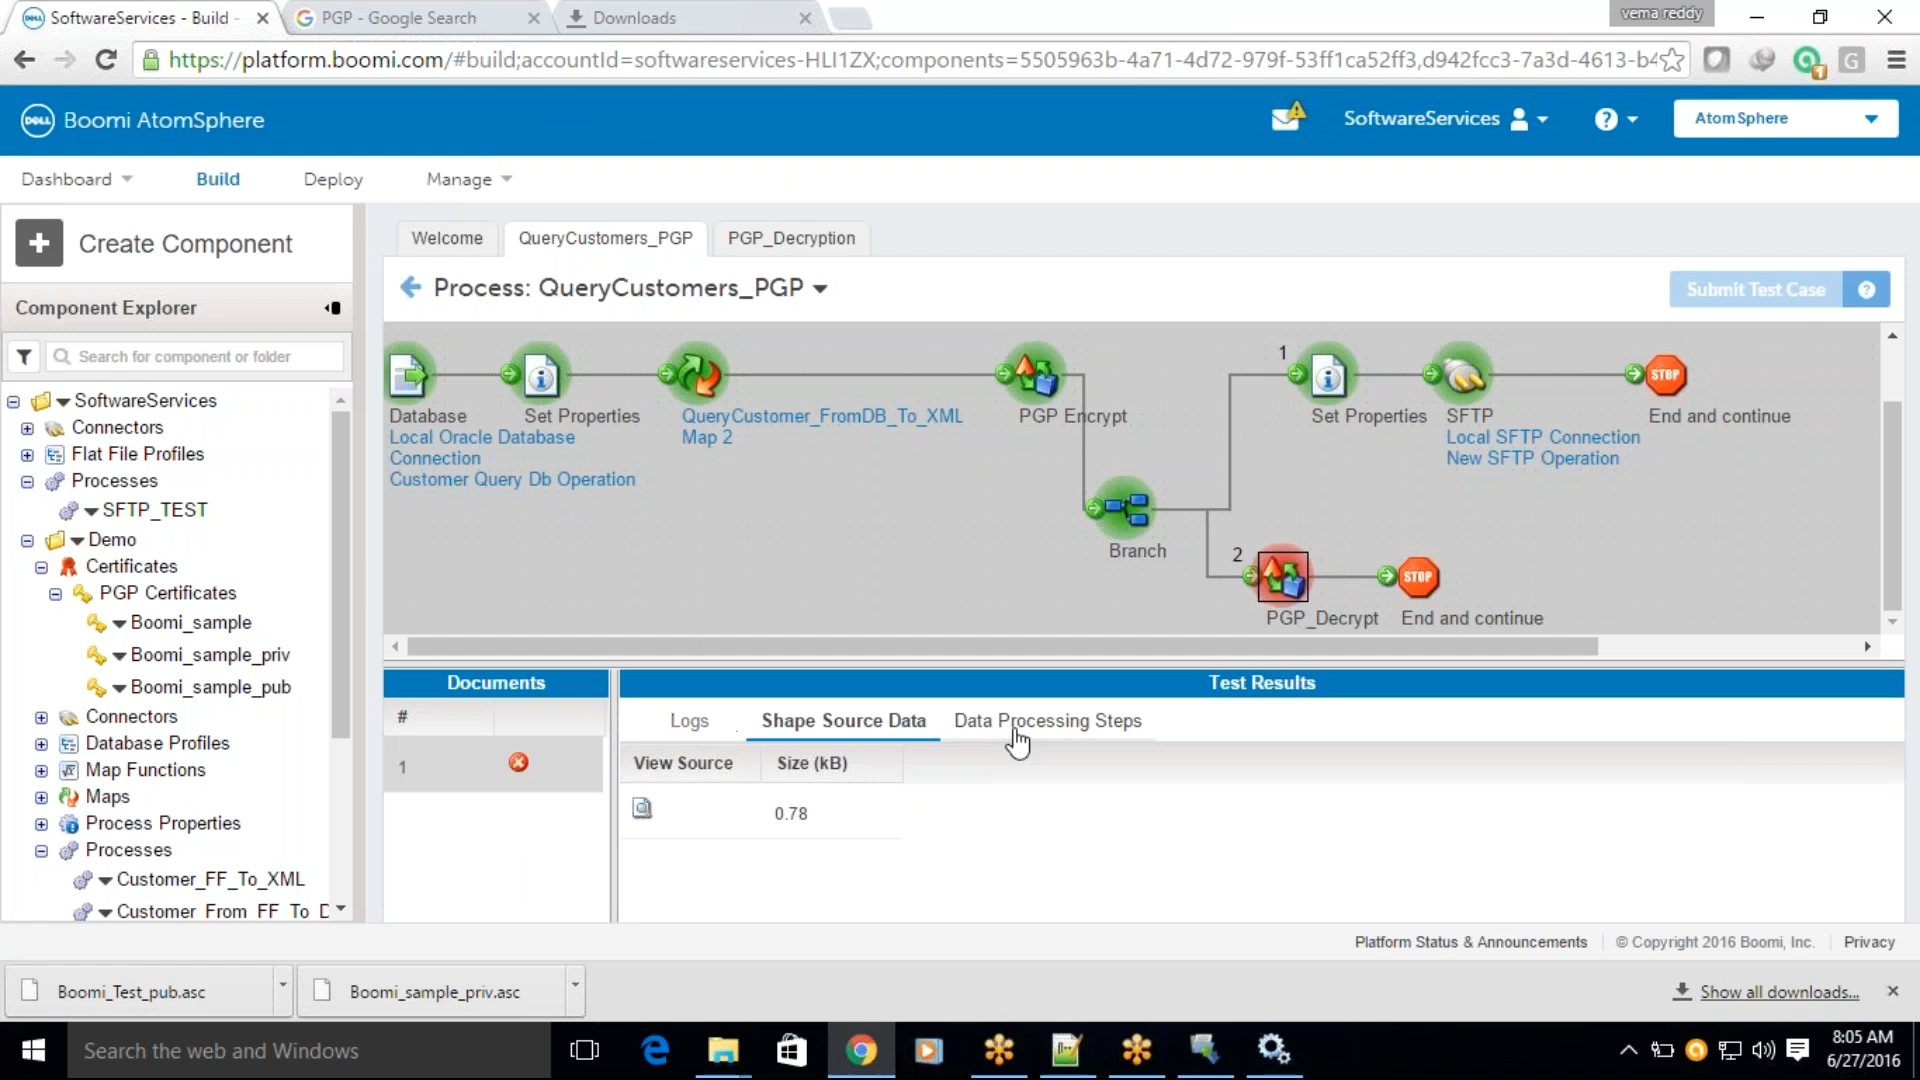 SoftwareServices - Build -
PGP - Google Search
Downloads
vema reddy
https://platform.boomi.com/#build;accountId=softwareservices-HLI1ZX;components=5505963b-4a71-4d72-979f-53ff1ca52ff3,d942fcc3-7a3d-4613-b4
DELL
Boomi AtomSphere
SoftwareServices
AtomSphere
Dashboard
Build
Deploy
Manage
Create Component
Welcome
QueryCustomers_PGP
PGP_Decryption
Component Explorer
Process: QueryCustomers_PGP
Submit Test Case
Search for component or folder
SoftwareServices
Connectors
Flat File Profiles
Processes
SFTP_TEST
Demo
Certificates
PGP Certificates
Boomi_sample
Boomi_sample_priv
Boomi_sample_pub
Connectors
Database Profiles
Map Functions
Maps
Process Properties
Processes
Customer_FF_To_XML
Customer From FF To D
Database
Local Oracle Database
Connection
Customer Query Db Operation
Set Properties
QueryCustomer_FromDB_To_XML
Map 2
PGP Encrypt
Branch
1
Set Properties
SFTP
Local SFTP Connection
New SFTP Operation
STOP
End and continue
2
PGP_Decrypt
STOP
End and continue
Documents
#
1
Test Results
Logs
Shape Source Data
Data Processing Steps
View Source
Size (kB)
0.78
Platform Status & Announcements
© Copyright 2016 Boomi, Inc.
Privacy
Boomi_Test_pub.asc
Boomi_sample_priv.asc
Show all downloads...
Search the web and Windows
8:05 AM
6/27/2016